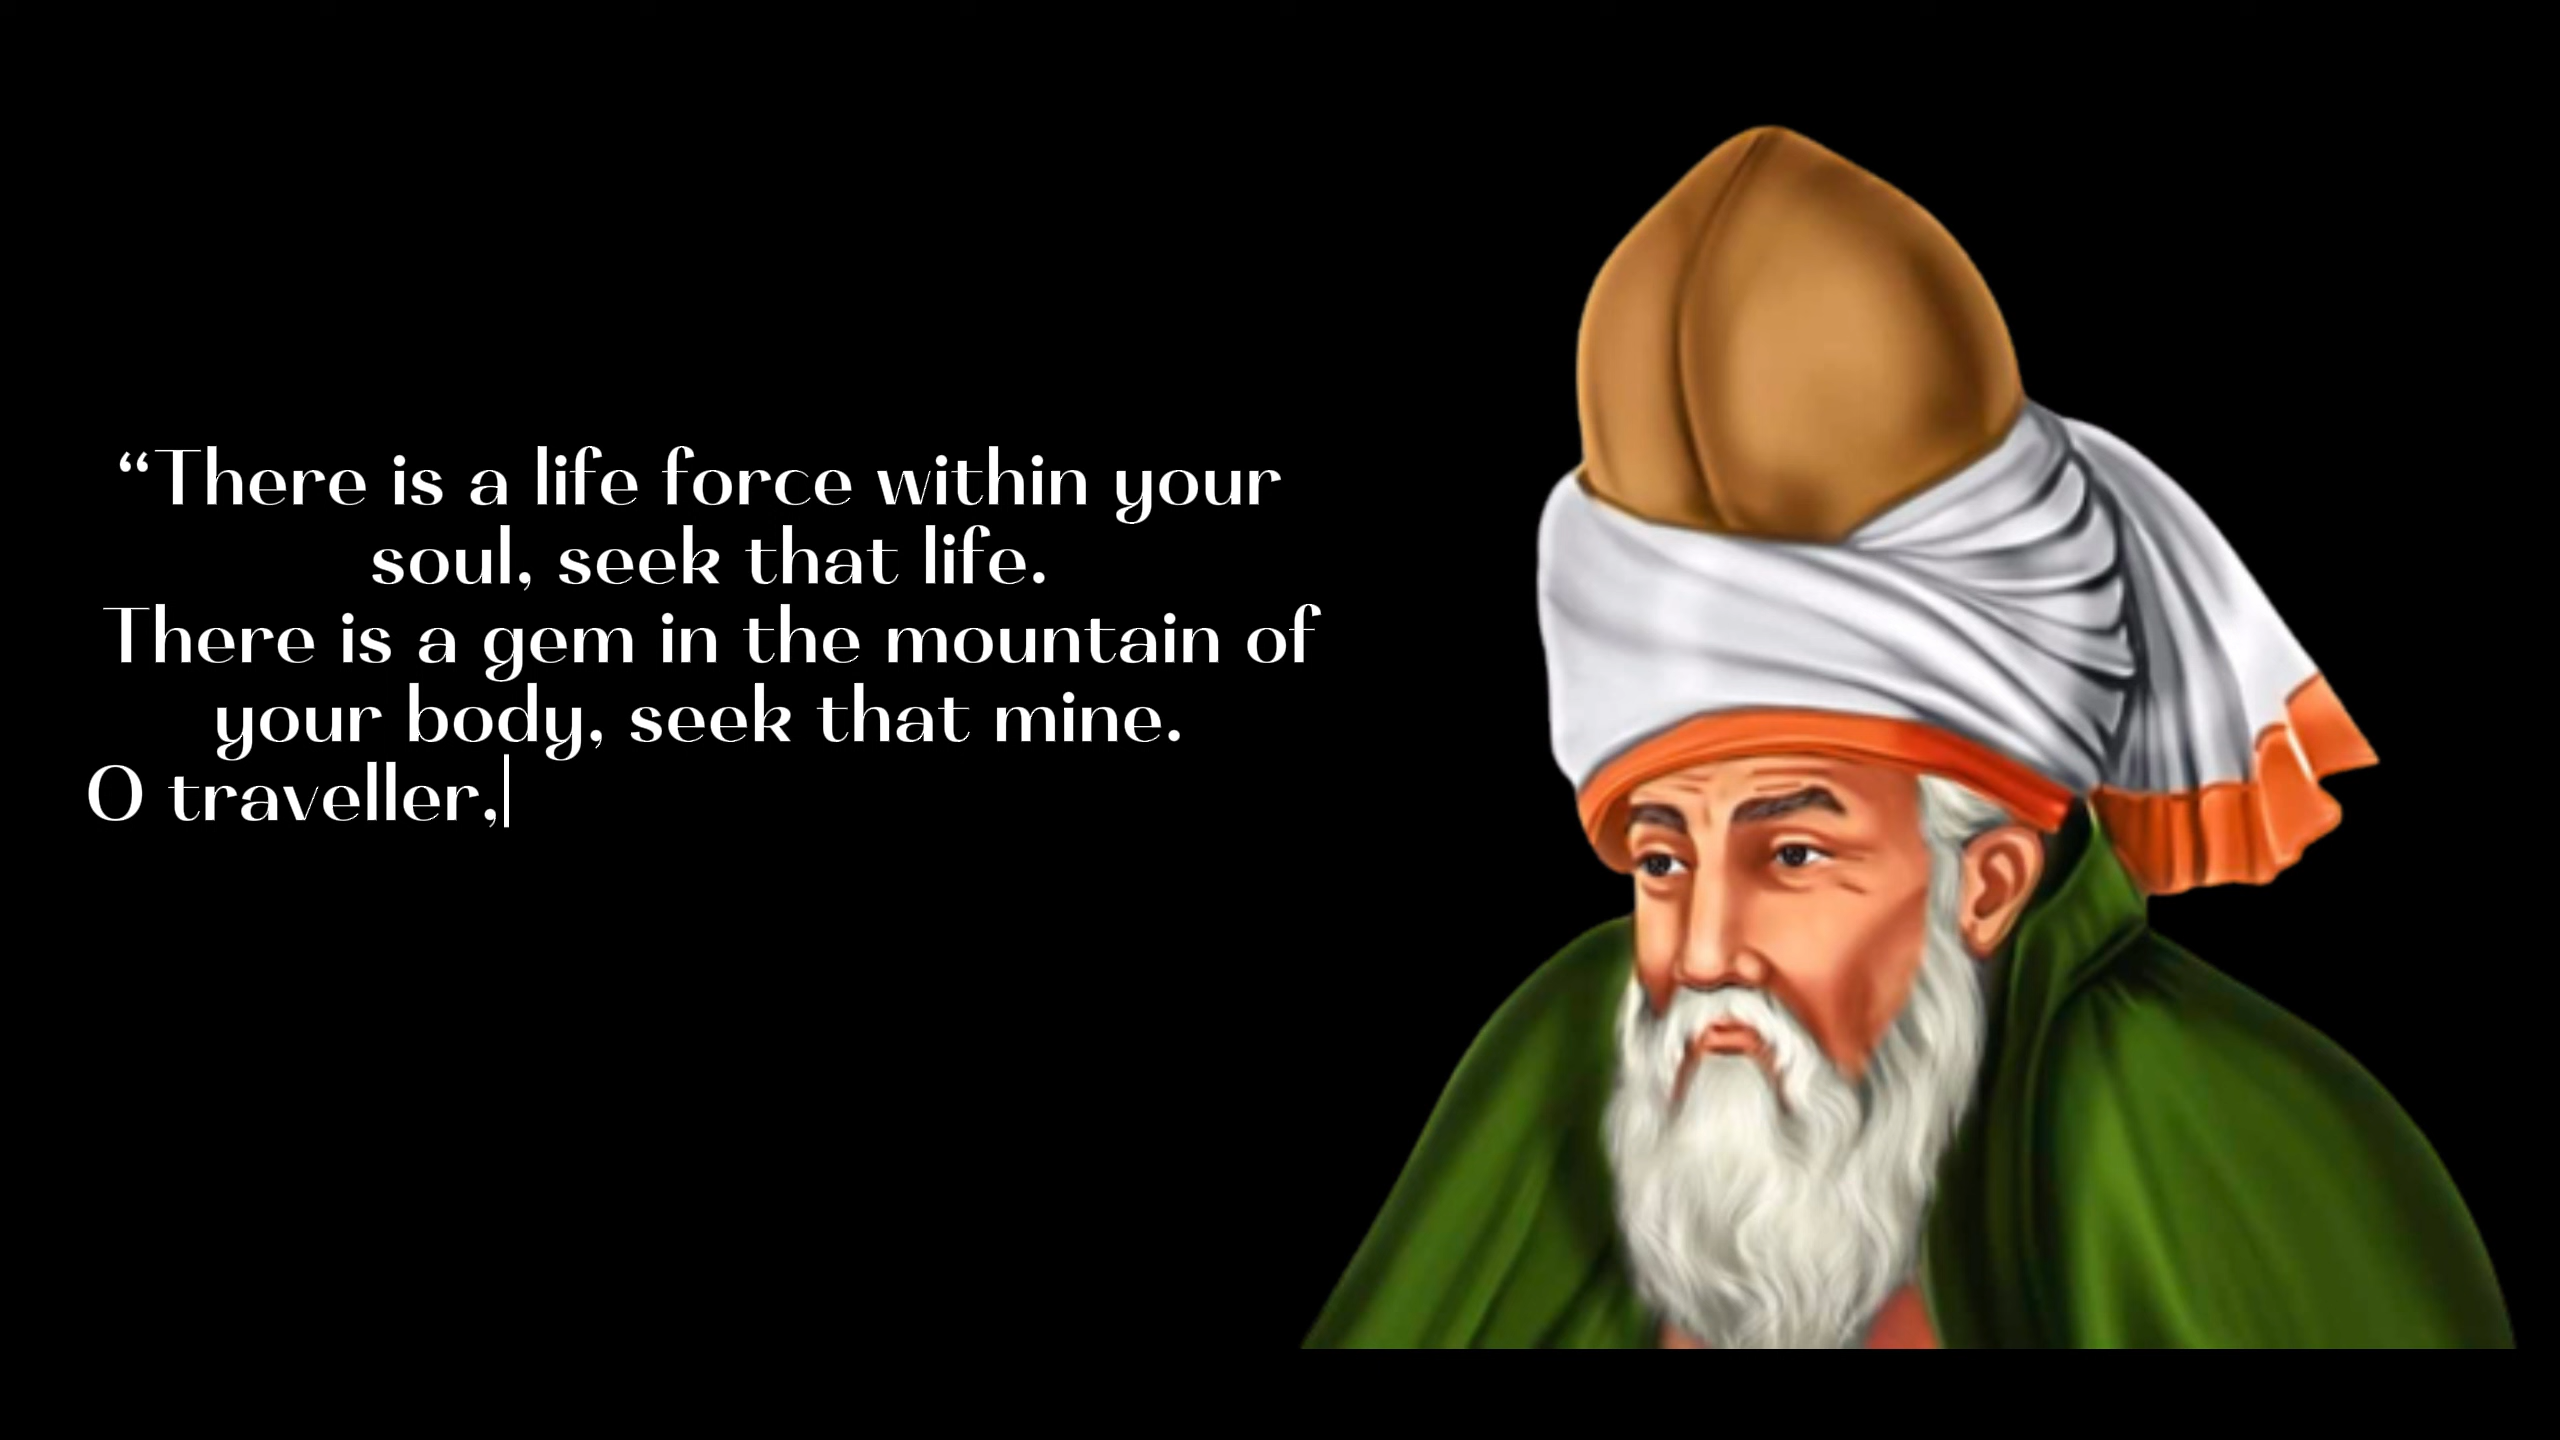 “There is a life force within your
soul, seek that life.
There is a gem in the mountain of
your body, seek that mine.
O traveller,